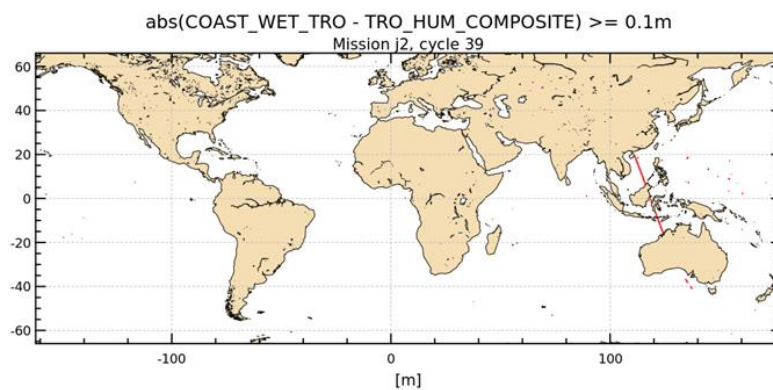 abs(COAST_WET_TRO - TRO_HUM_COMPOSITE) >= 0.1m
Mission j2, cycle 39
60
40
20
0
-20
-40
-60
-100 0 100
[m]